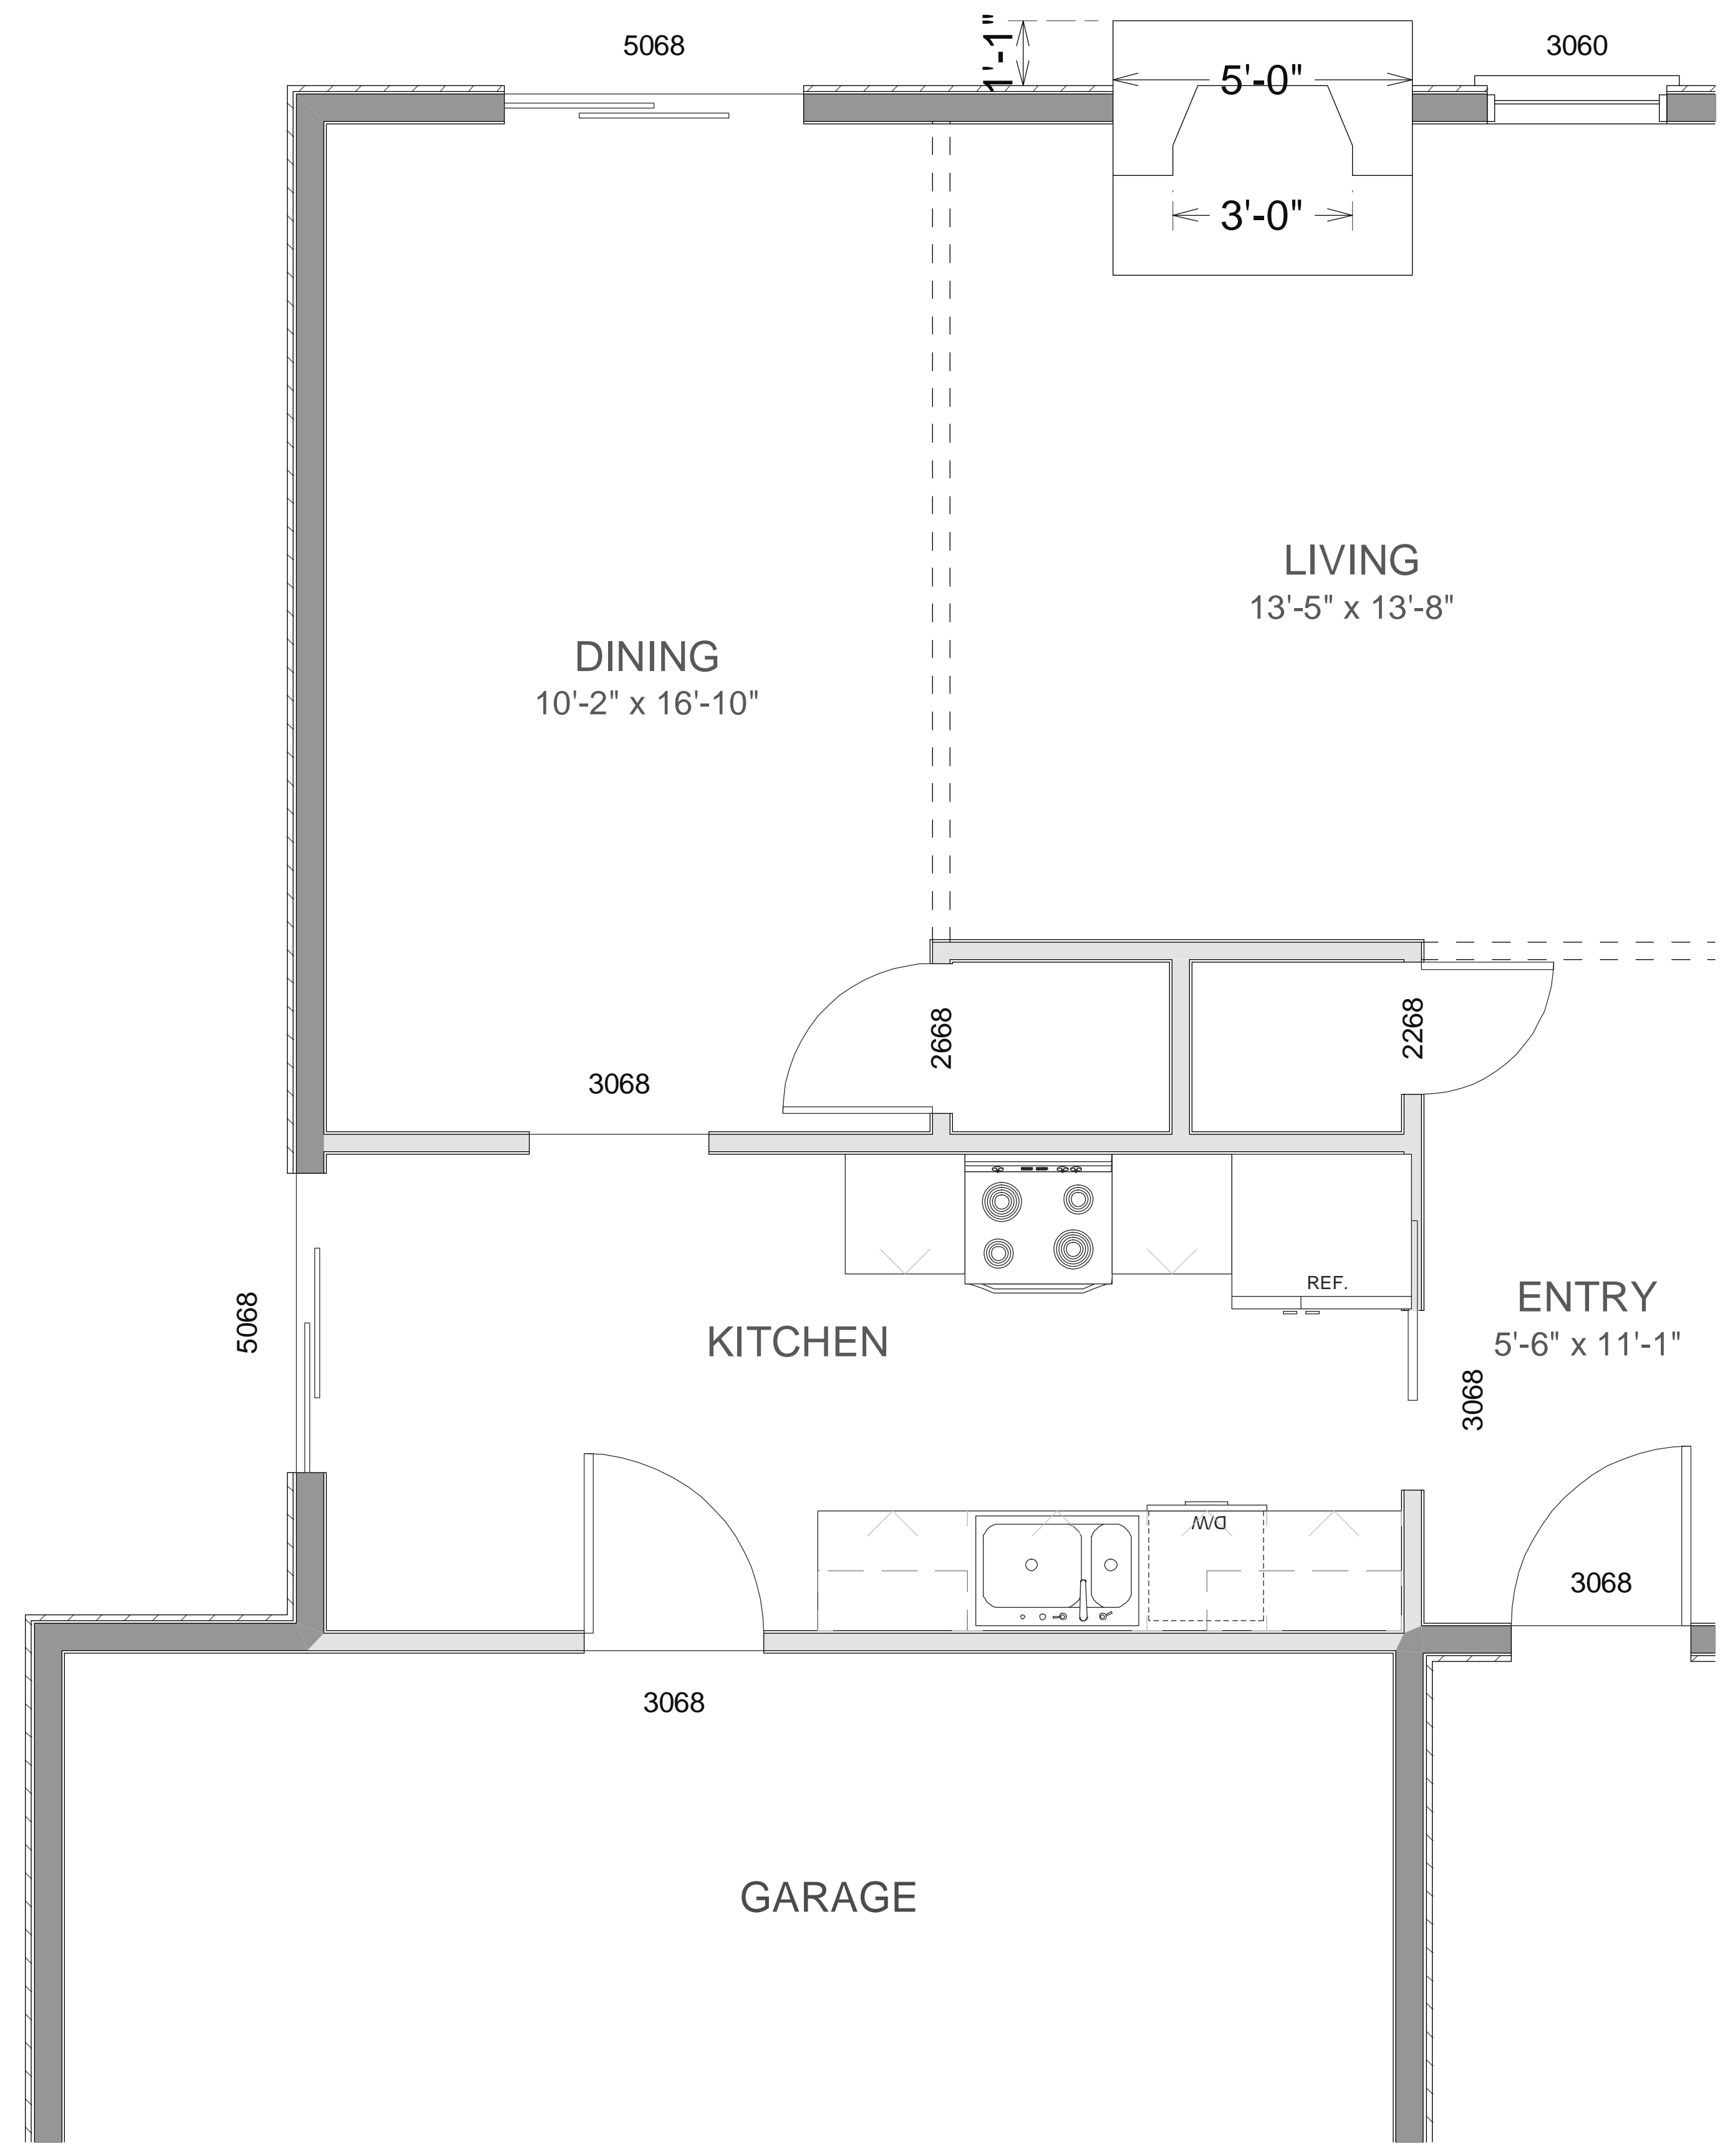 5068
1'-1"
5'-0"
3060
3'-0"
LIVING
13'-5" x 13'-8"
DINING
10'-2" x 16'-10"
2668
2268
3068
REF.
ENTRY
5'-6" x 11'-1"
5068
KITCHEN
3068
DW
3068
3068
GARAGE